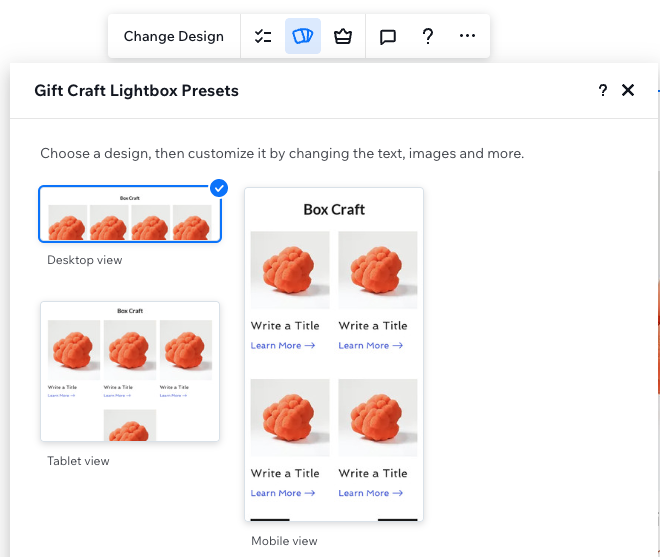 Change Design
?
Gift Craft Lightbox Presets
?
Choose a design, then customize it by changing the text, images and more.
Box Craft
Desktop view
Box Craft
Write a Title Write a Title Write a Title
Learn More → Learn More → Learn More →
Tablet view
Box Craft
Write a Title Write a Title
Learn More → Learn More →
Write a Title Write a Title
Learn More → Learn More →
Mobile view